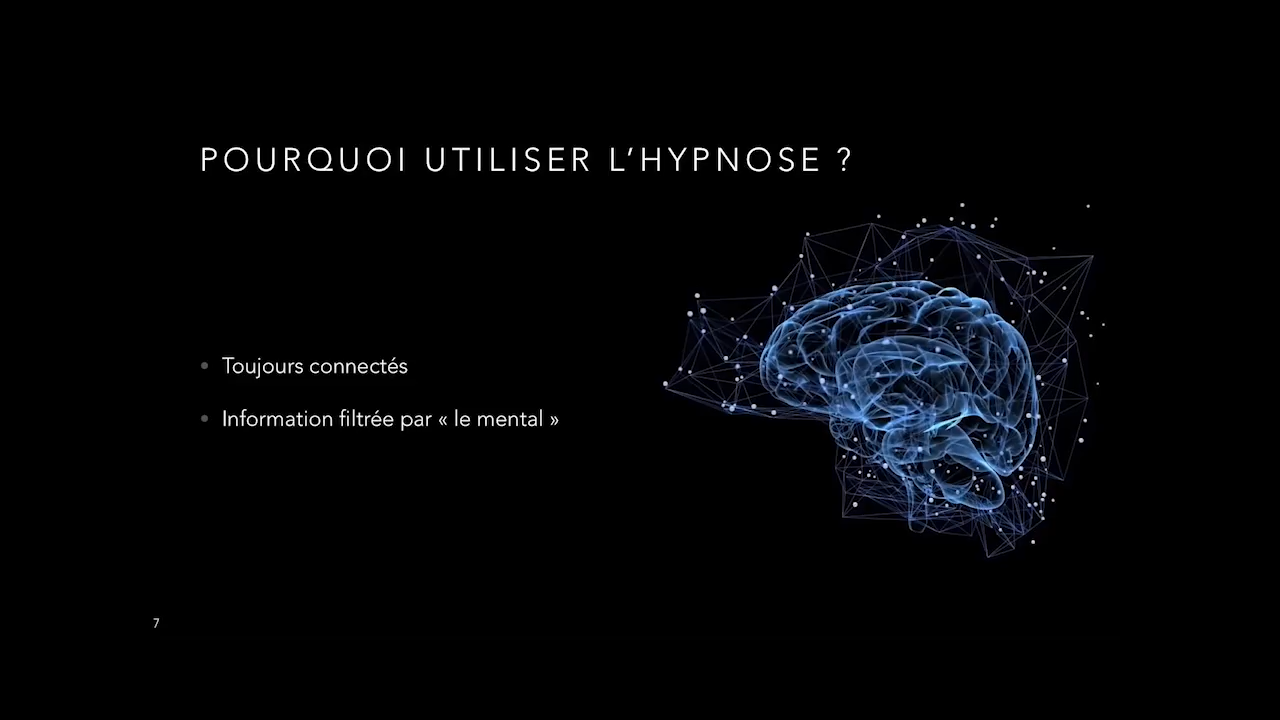 POURQUOI UTILISER L’HYPNOSE ?
• Toujours connectés
• Information filtrée par « le mental »
7